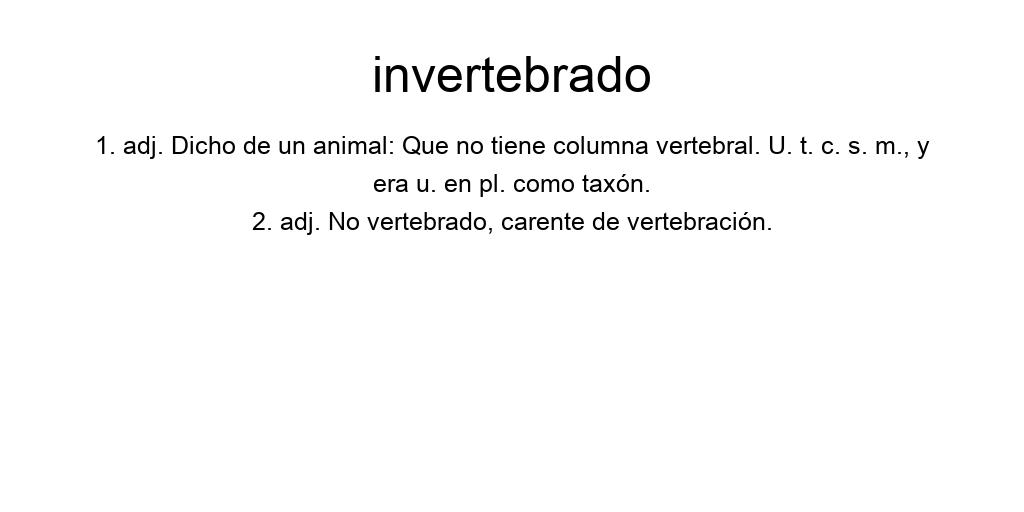 invertebrado
1. adj. Dicho de un animal: Que no tiene columna vertebral. U. t. c. s. m., y
era u. en pl. como taxón.
2. adj. No vertebrado, carente de vertebración.